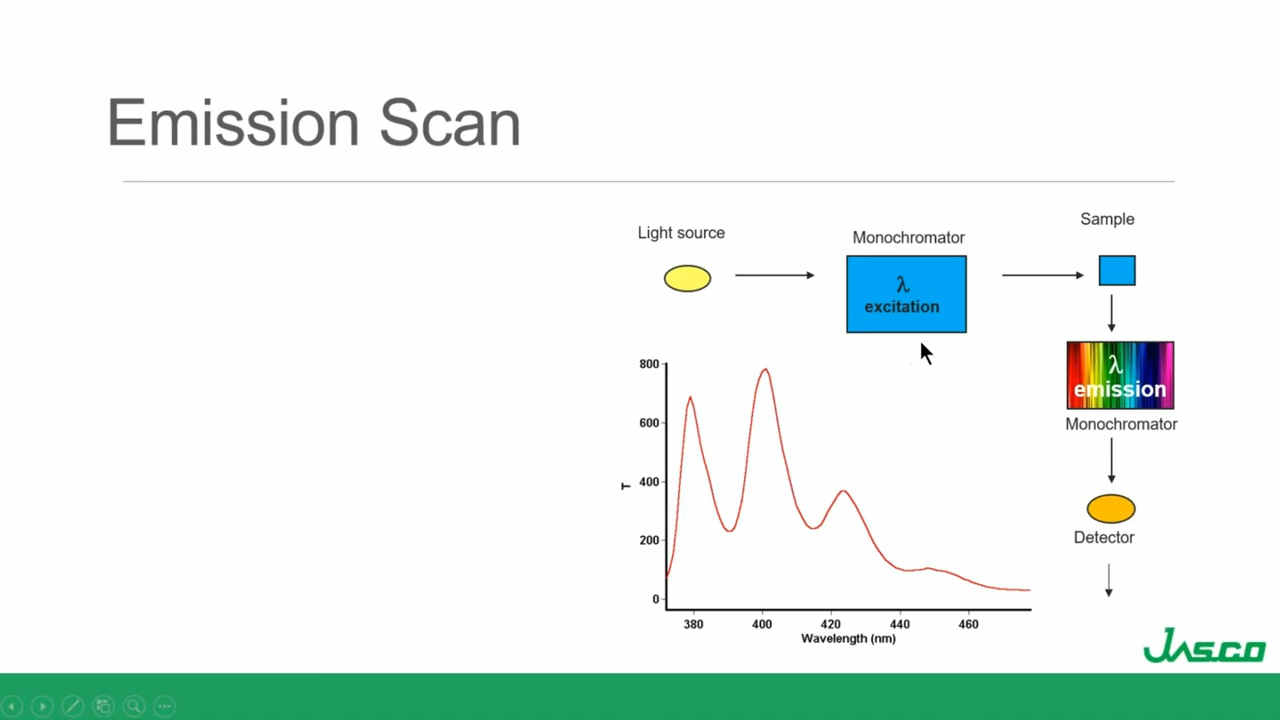 Emission Scan
Light source
Monochromator
Sample
λ
excitation
λ
emission
Monochromator
Detector
800
600
400
200
0
T
380 400 420 440 460
Wavelength (nm)
JASCO